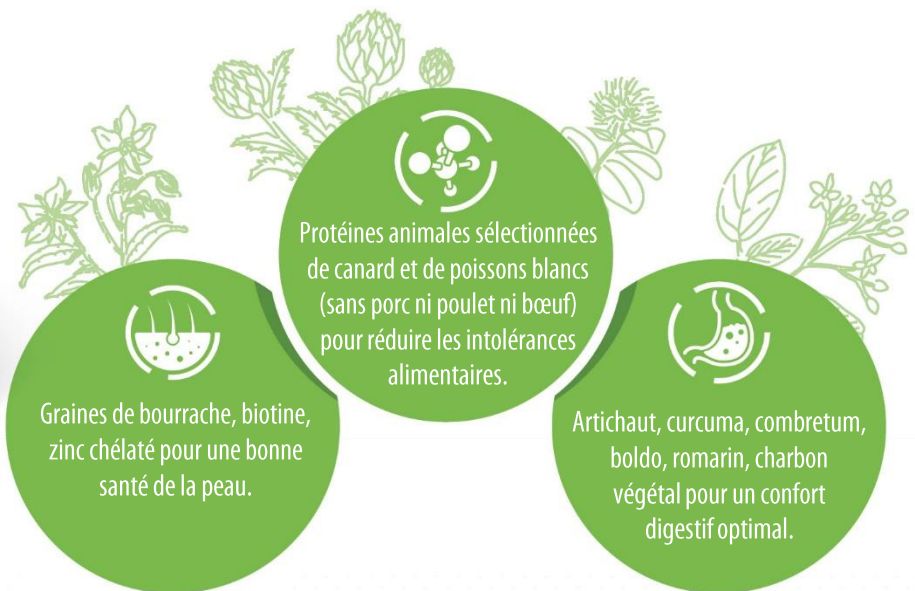 Protéines animales sélectionnées
de canard et de poissons blancs
(sans porc ni poulet ni bœuf)
pour réduire les intolérances
alimentaires.
Graines de bourrache, biotine,
zinc chélaté pour une bonne
santé de la peau.
Artichaut, curcuma, combretum,
boldo, romarin, charbon
végétal pour un confort
digestif optimal.